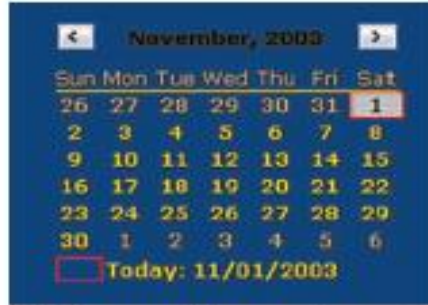 < November, 2003 >
Sun Mon Tue Wed Thu Fri Sat
26 27 28 29 30 31 1
2 3 4 5 6 7 8
9 10 11 12 13 14 15
16 17 18 19 20 21 22
23 24 25 26 27 28 29
30 1 2 3 4 5 6
Today: 11/01/2003